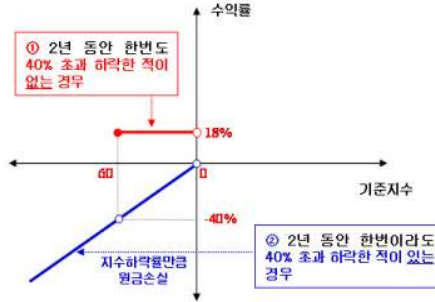 수익률
① 2년 동안 한번도
40% 초과 하락한 적이
없는 경우
18%
60
0
기준지수
-40%
지수하락률만큼
원금손실
② 2년 동안 한번이라도
40% 초과 하락한 적이 있는
경우